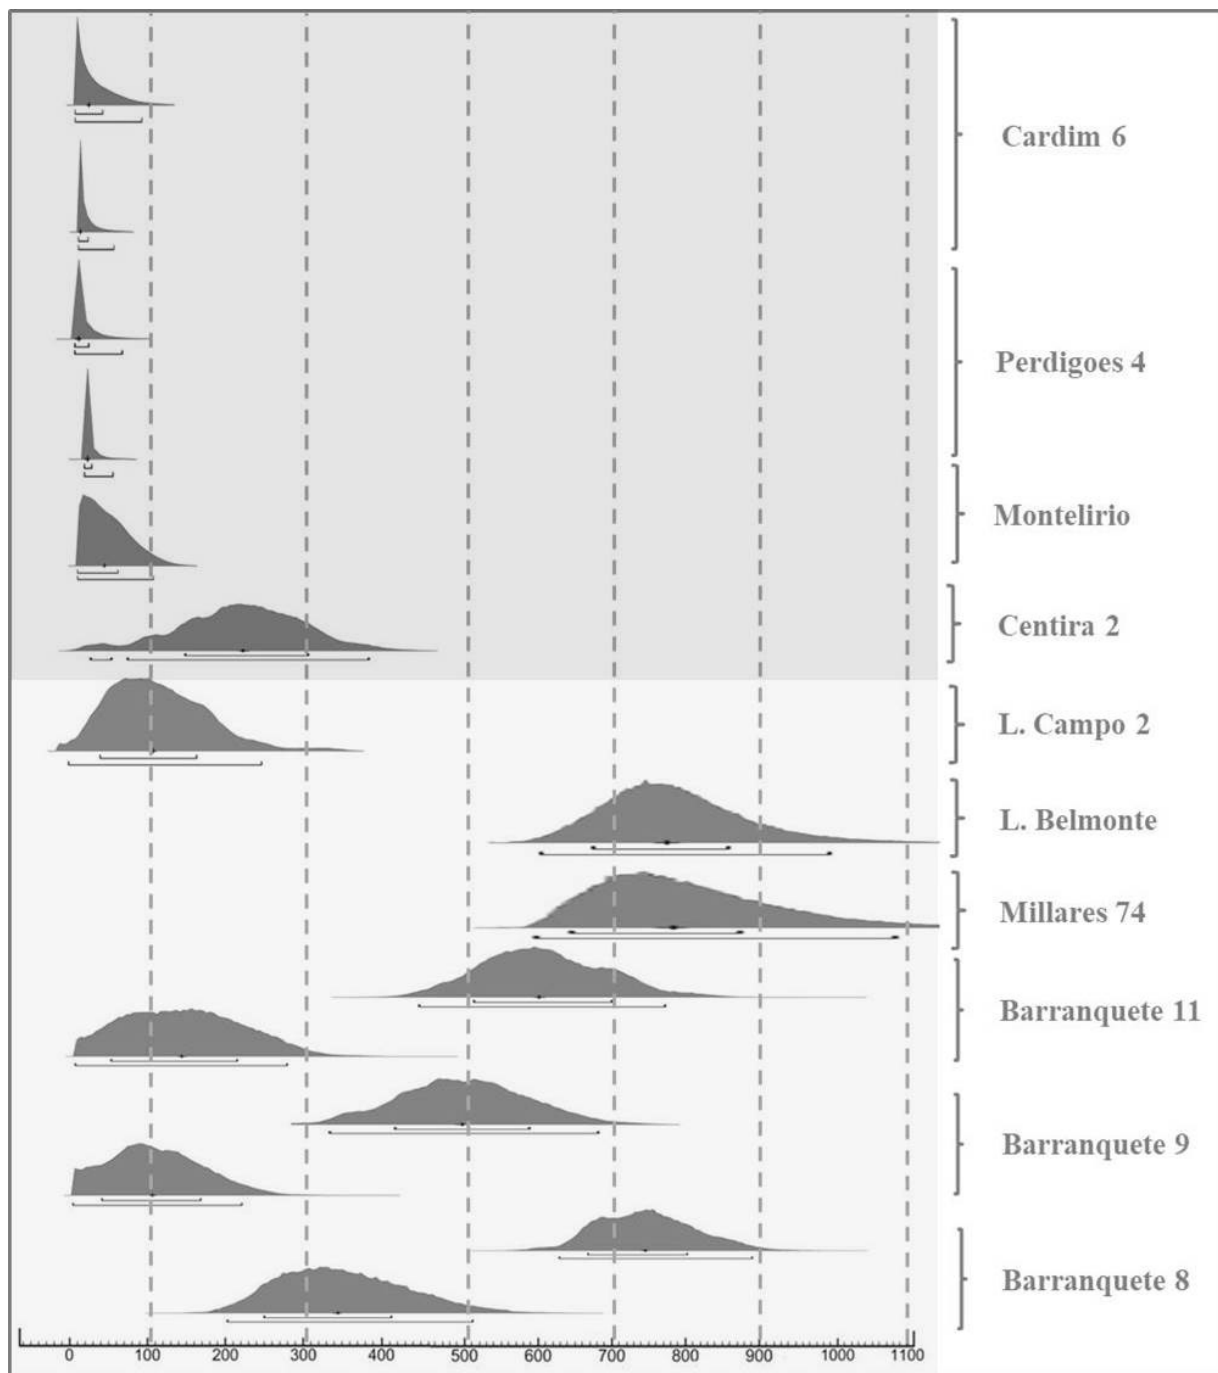 Cardim 6
Perdigoes 4
Montelirio
Centira 2
L. Campo 2
L. Belmonte
Millares 74
Barranquete 11
Barranquete 9
Barranquete 8
0 100 200 300 400 500 600 700 800 900 1000 1100